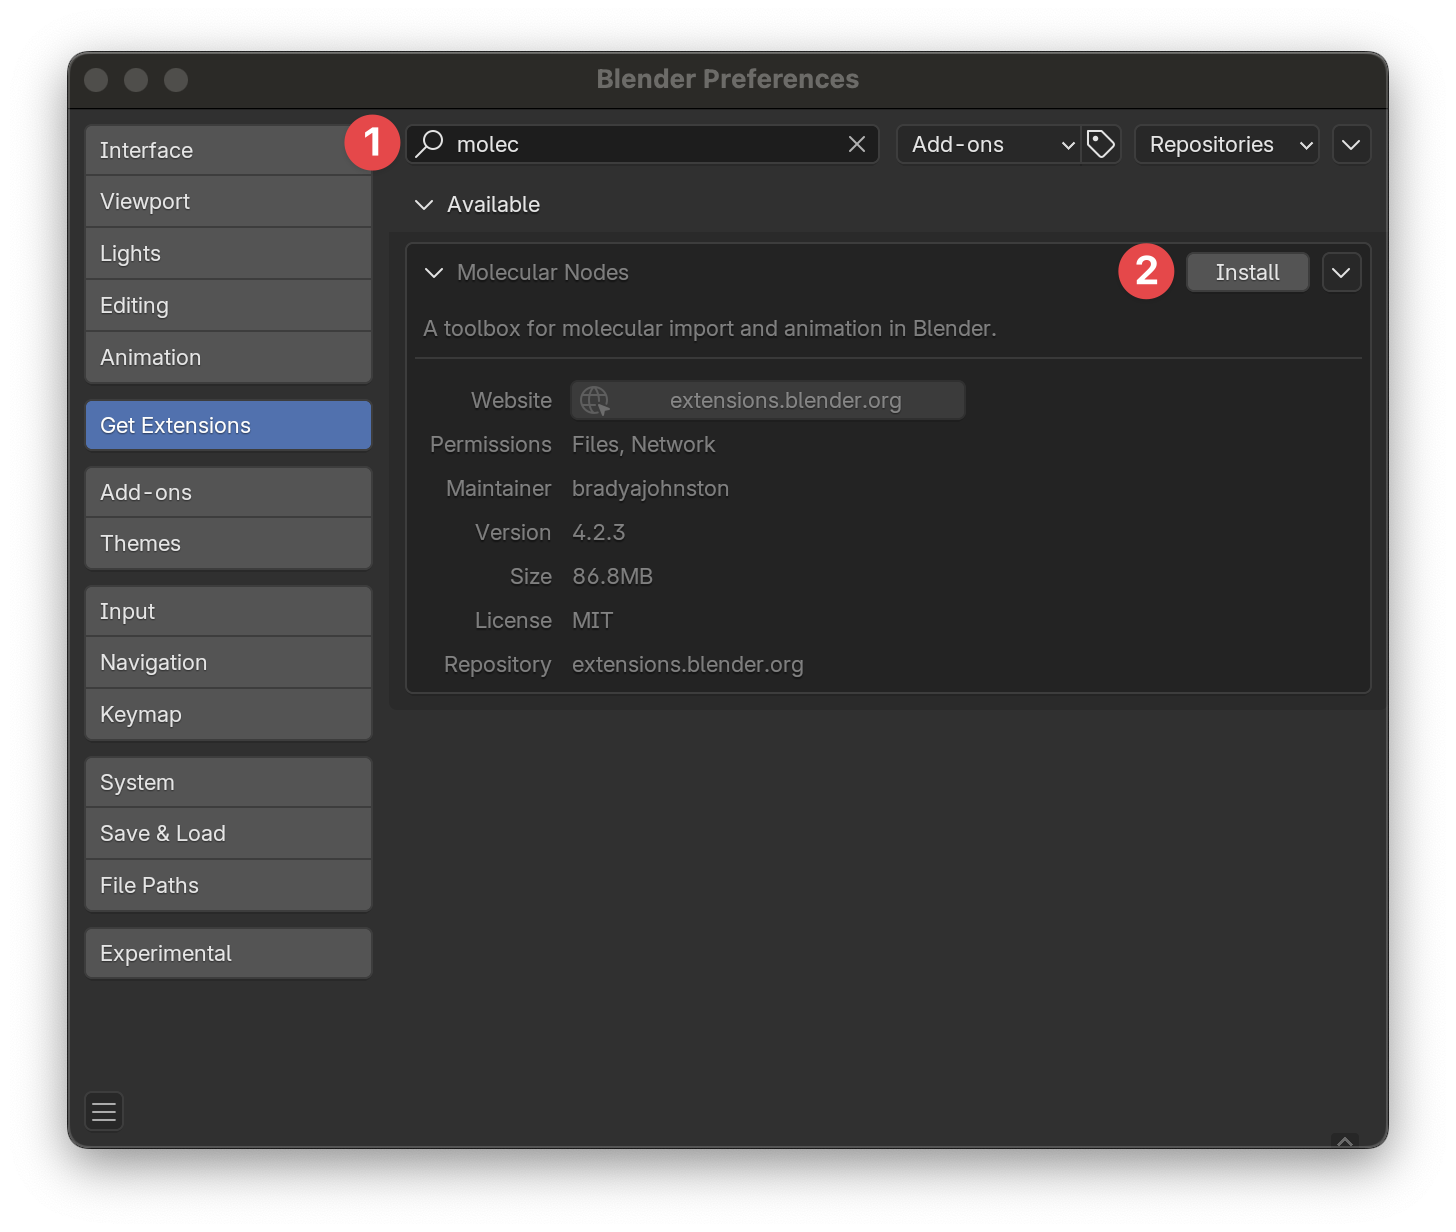 Blender Preferences
Interface
Viewport
Lights
Editing
Animation
Get Extensions
Add-ons
Themes
Input
Navigation
Keymap
System
Save & Load
File Paths
Experimental
1
molec
Add-ons
Repositories
Available
Molecular Nodes
2
Install
A toolbox for molecular import and animation in Blender.
Website extensions.blender.org
Permissions Files, Network
Maintainer bradyajohnston
Version 4.2.3
Size 86.8MB
License MIT
Repository extensions.blender.org